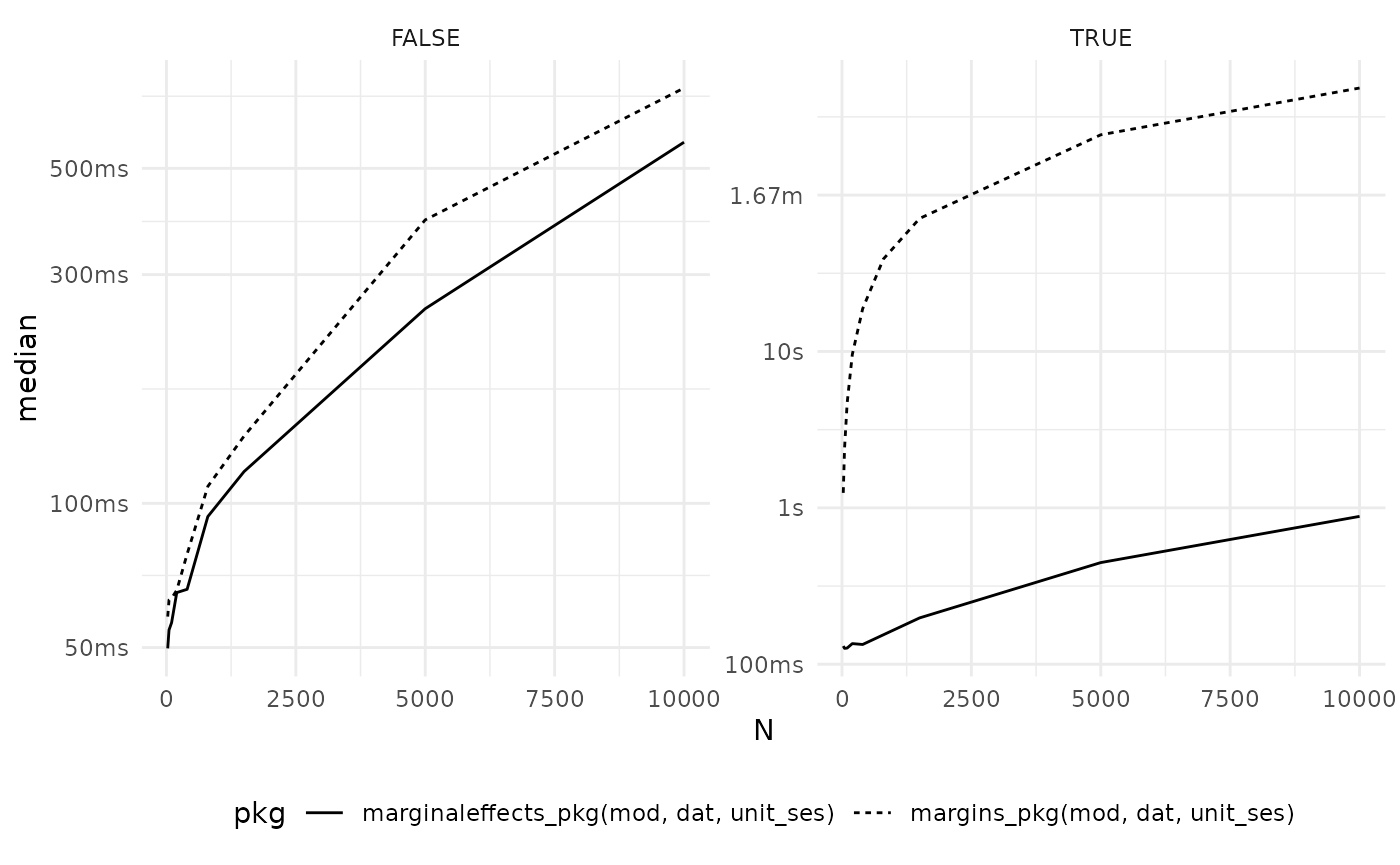 FALSE
TRUE
median
500ms
300ms
100ms
50ms
1.67m
10s
1s
100ms
0 2500 5000 7500 10000
0 2500 5000 7500 10000
N
pkg marginaleffects_pkg(mod, dat, unit_ses) margins_pkg(mod, dat, unit_ses)